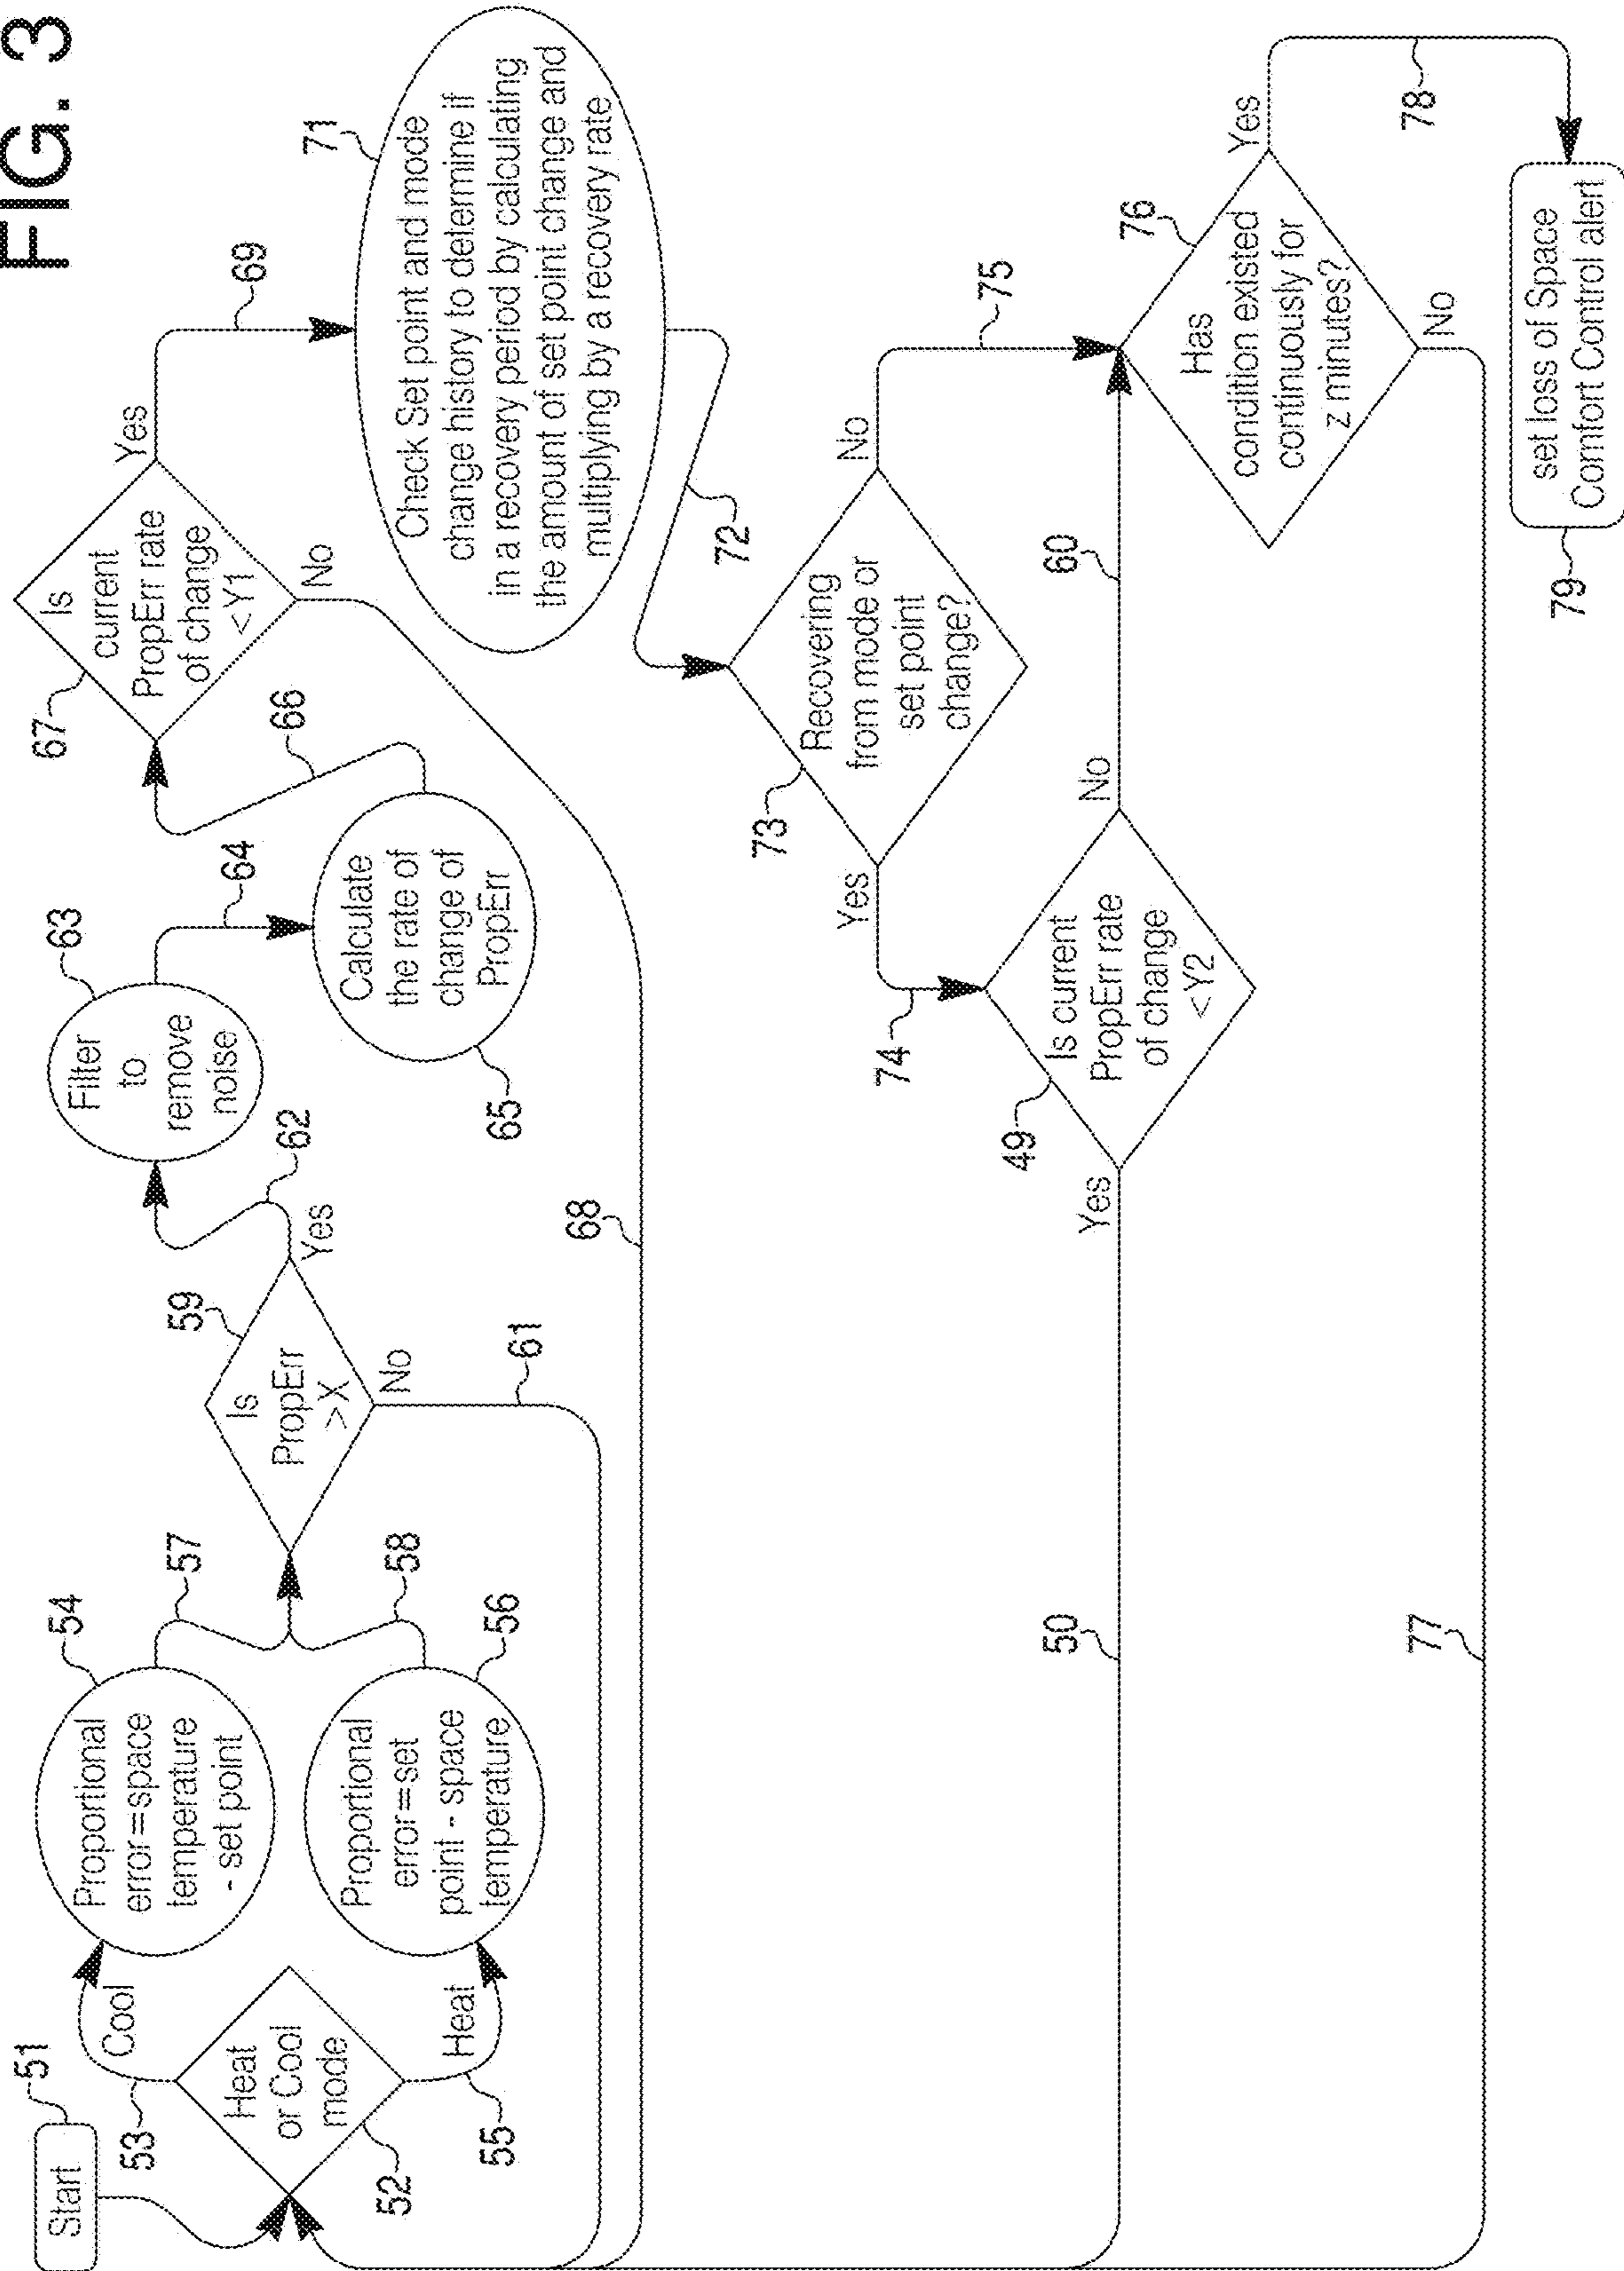 FIG. 3
51
Start
53
Cool
52
Heat
or Cool
mode
55
Heat
54
Proportional
error=space
temperature
- set point
57
56
Proportional
error=set
point - space
temperature
58
59
Is
PropErr
>X
Yes
No
61
62
63
Filter
to
remove
noise
64
65
Calculate
the rate of
change of
PropErr
66
67
Is
current
PropErr rate
of change
<Y1
Yes
No
68
69
71
Check Set point and mode
change history to determine if
in a recovery period by calculating
the amount of set point change and
multiplying by a recovery rate
72
73
Recovering
from mode or
set point
change?
Yes
No
74
75
49
Is current
PropErr rate
of change
<Y2
Yes
No
50
60
76
Has
condition existed
continuously for
z minutes?
Yes
No
77
78
79
set loss of Space
Comfort Control alert